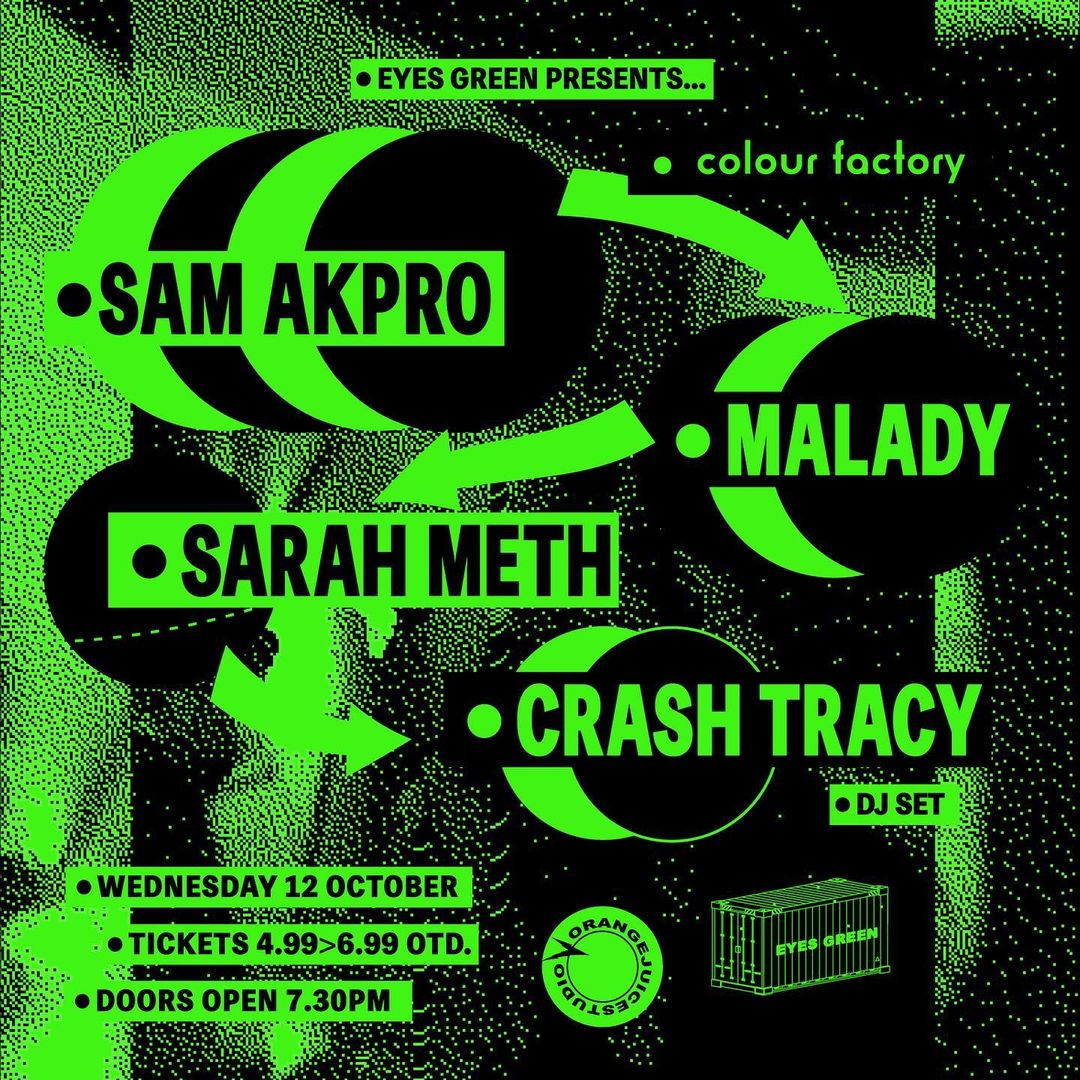 EYES GREEN PRESENTS...
colour factory
SAM AKPRO
MALADY
SARAH METH
CRASH TRACY
DJ SET
WEDNESDAY 12 OCTOBER
TICKETS 4.99>6.99 OTD.
DOORS OPEN 7.30PM
ORANGEJUICESTUDIO
EYES GREEN